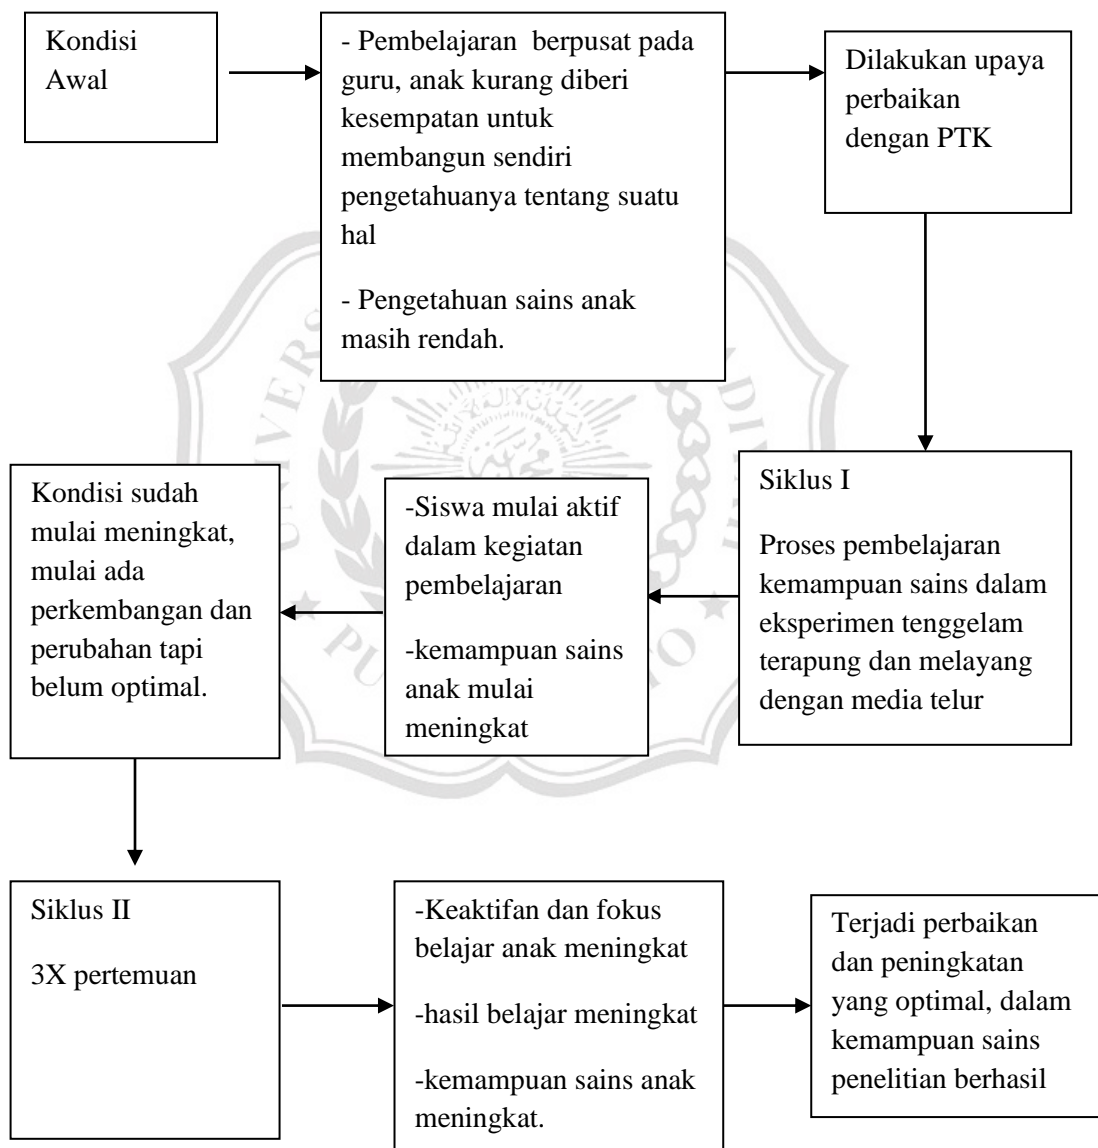 Kondisi
Awal
- Pembelajaran berpusat pada
guru, anak kurang diberi
kesempatan untuk
membangun sendiri
pengetahuanya tentang suatu
hal
- Pengetahuan sains anak
masih rendah.
Dilakukan upaya
perbaikan
dengan PTK
Siklus I
Proses pembelajaran
kemampuan sains dalam
eksperimen tenggelam
terapung dan melayang
dengan media telur
-Siswa mulai aktif
dalam kegiatan
pembelajaran
-kemampuan sains
anak mulai
meningkat
Kondisi sudah
mulai meningkat,
mulai ada
perkembangan dan
perubahan tapi
belum optimal.
Siklus II
3X pertemuan
-Keaktifan dan fokus
belajar anak meningkat
-hasil belajar meningkat
-kemampuan sains anak
meningkat.
Terjadi perbaikan
dan peningkatan
yang optimal, dalam
kemampuan sains
penelitian berhasil